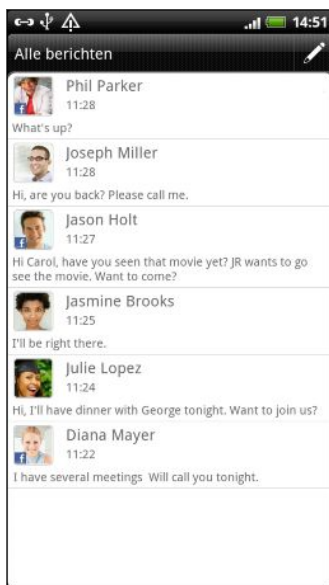 14:51
Alle berichten
Phil Parker
11:28
What's up?
Joseph Miller
11:28
Hi, are you back? Please call me.
Jason Holt
11:27
Hi Carol, have you seen that movie yet? JR wants to go
see the movie. Want to come?
Jasmine Brooks
11:25
I'll be right there.
Julie Lopez
11:24
Hi, I'll have dinner with George tonight. Want to join us?
Diana Mayer
11:22
I have several meetings  Will call you tonight.